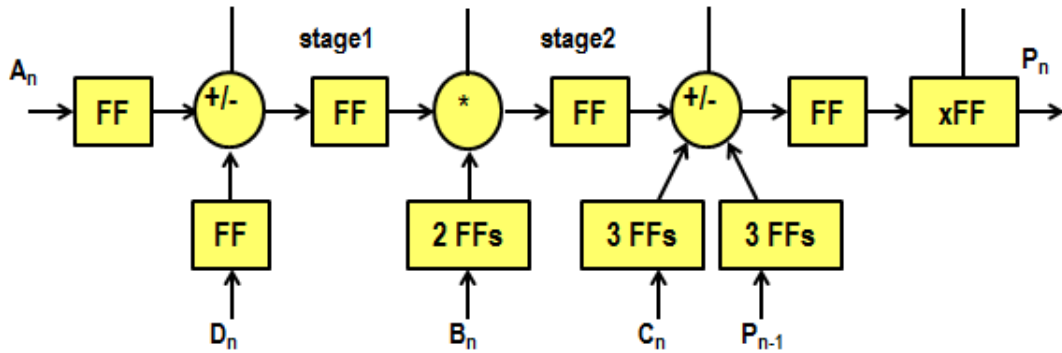 stage1
stage2
Aₙ
Pₙ
FF
+/-
FF
*
FF
+/-
FF
xFF
FF
2 FFs
3 FFs
3 FFs
Dₙ
Bₙ
Cₙ
Pₙ₋₁